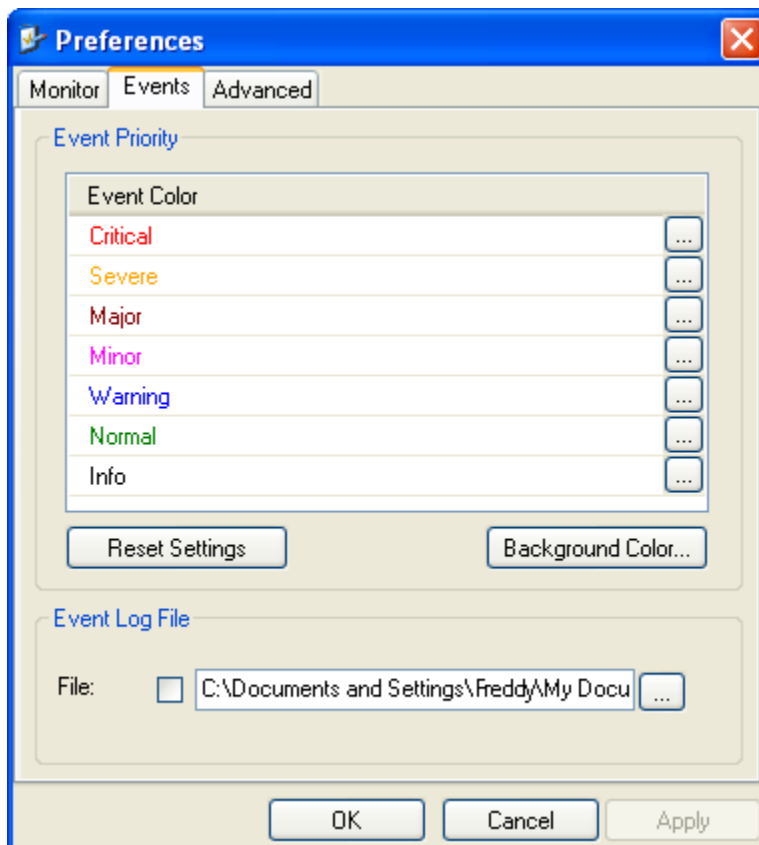 Preferences
Monitor Events Advanced
Event Priority
Event Color
Critical ...
Severe ...
Major ...
Minor ...
Warning ...
Normal ...
Info ...
Reset Settings Background Color...
Event Log File
File: C:\Documents and Settings\Freddy\My Docu ...
OK Cancel Apply